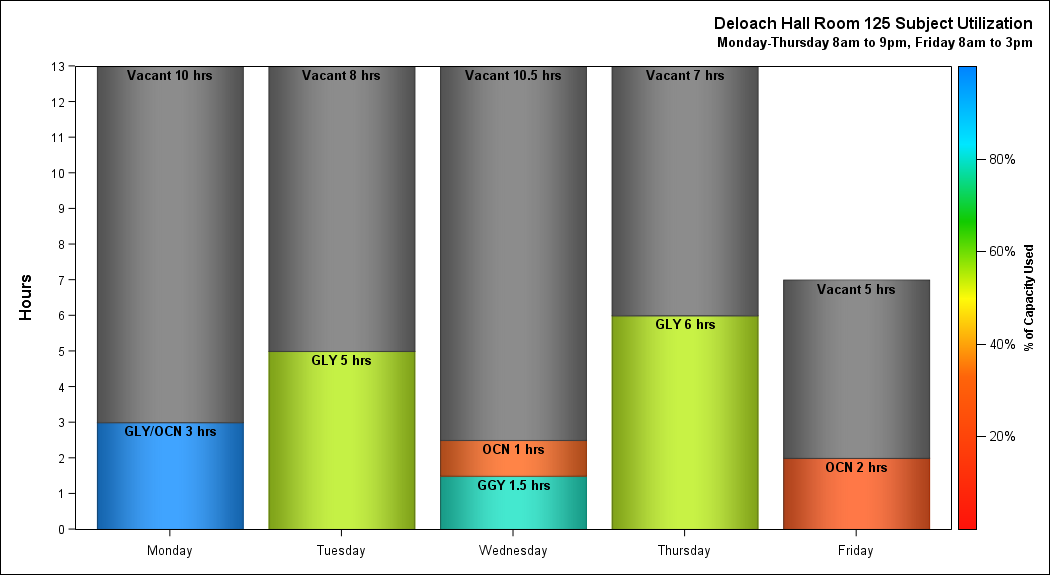 Deloach Hall Room 125 Subject Utilization
Monday-Thursday 8am to 9pm, Friday 8am to 3pm
Hours
13
12
11
10
9
8
7
6
5
4
3
2
1
0
Vacant 10 hrs
GLY/OCN 3 hrs
Vacant 8 hrs
GLY 5 hrs
Vacant 10.5 hrs
OCN 1 hrs
GGY 1.5 hrs
Vacant 7 hrs
GLY 6 hrs
Vacant 5 hrs
OCN 2 hrs
Monday
Tuesday
Wednesday
Thursday
Friday
80%
60%
40%
20%
% of Capacity Used